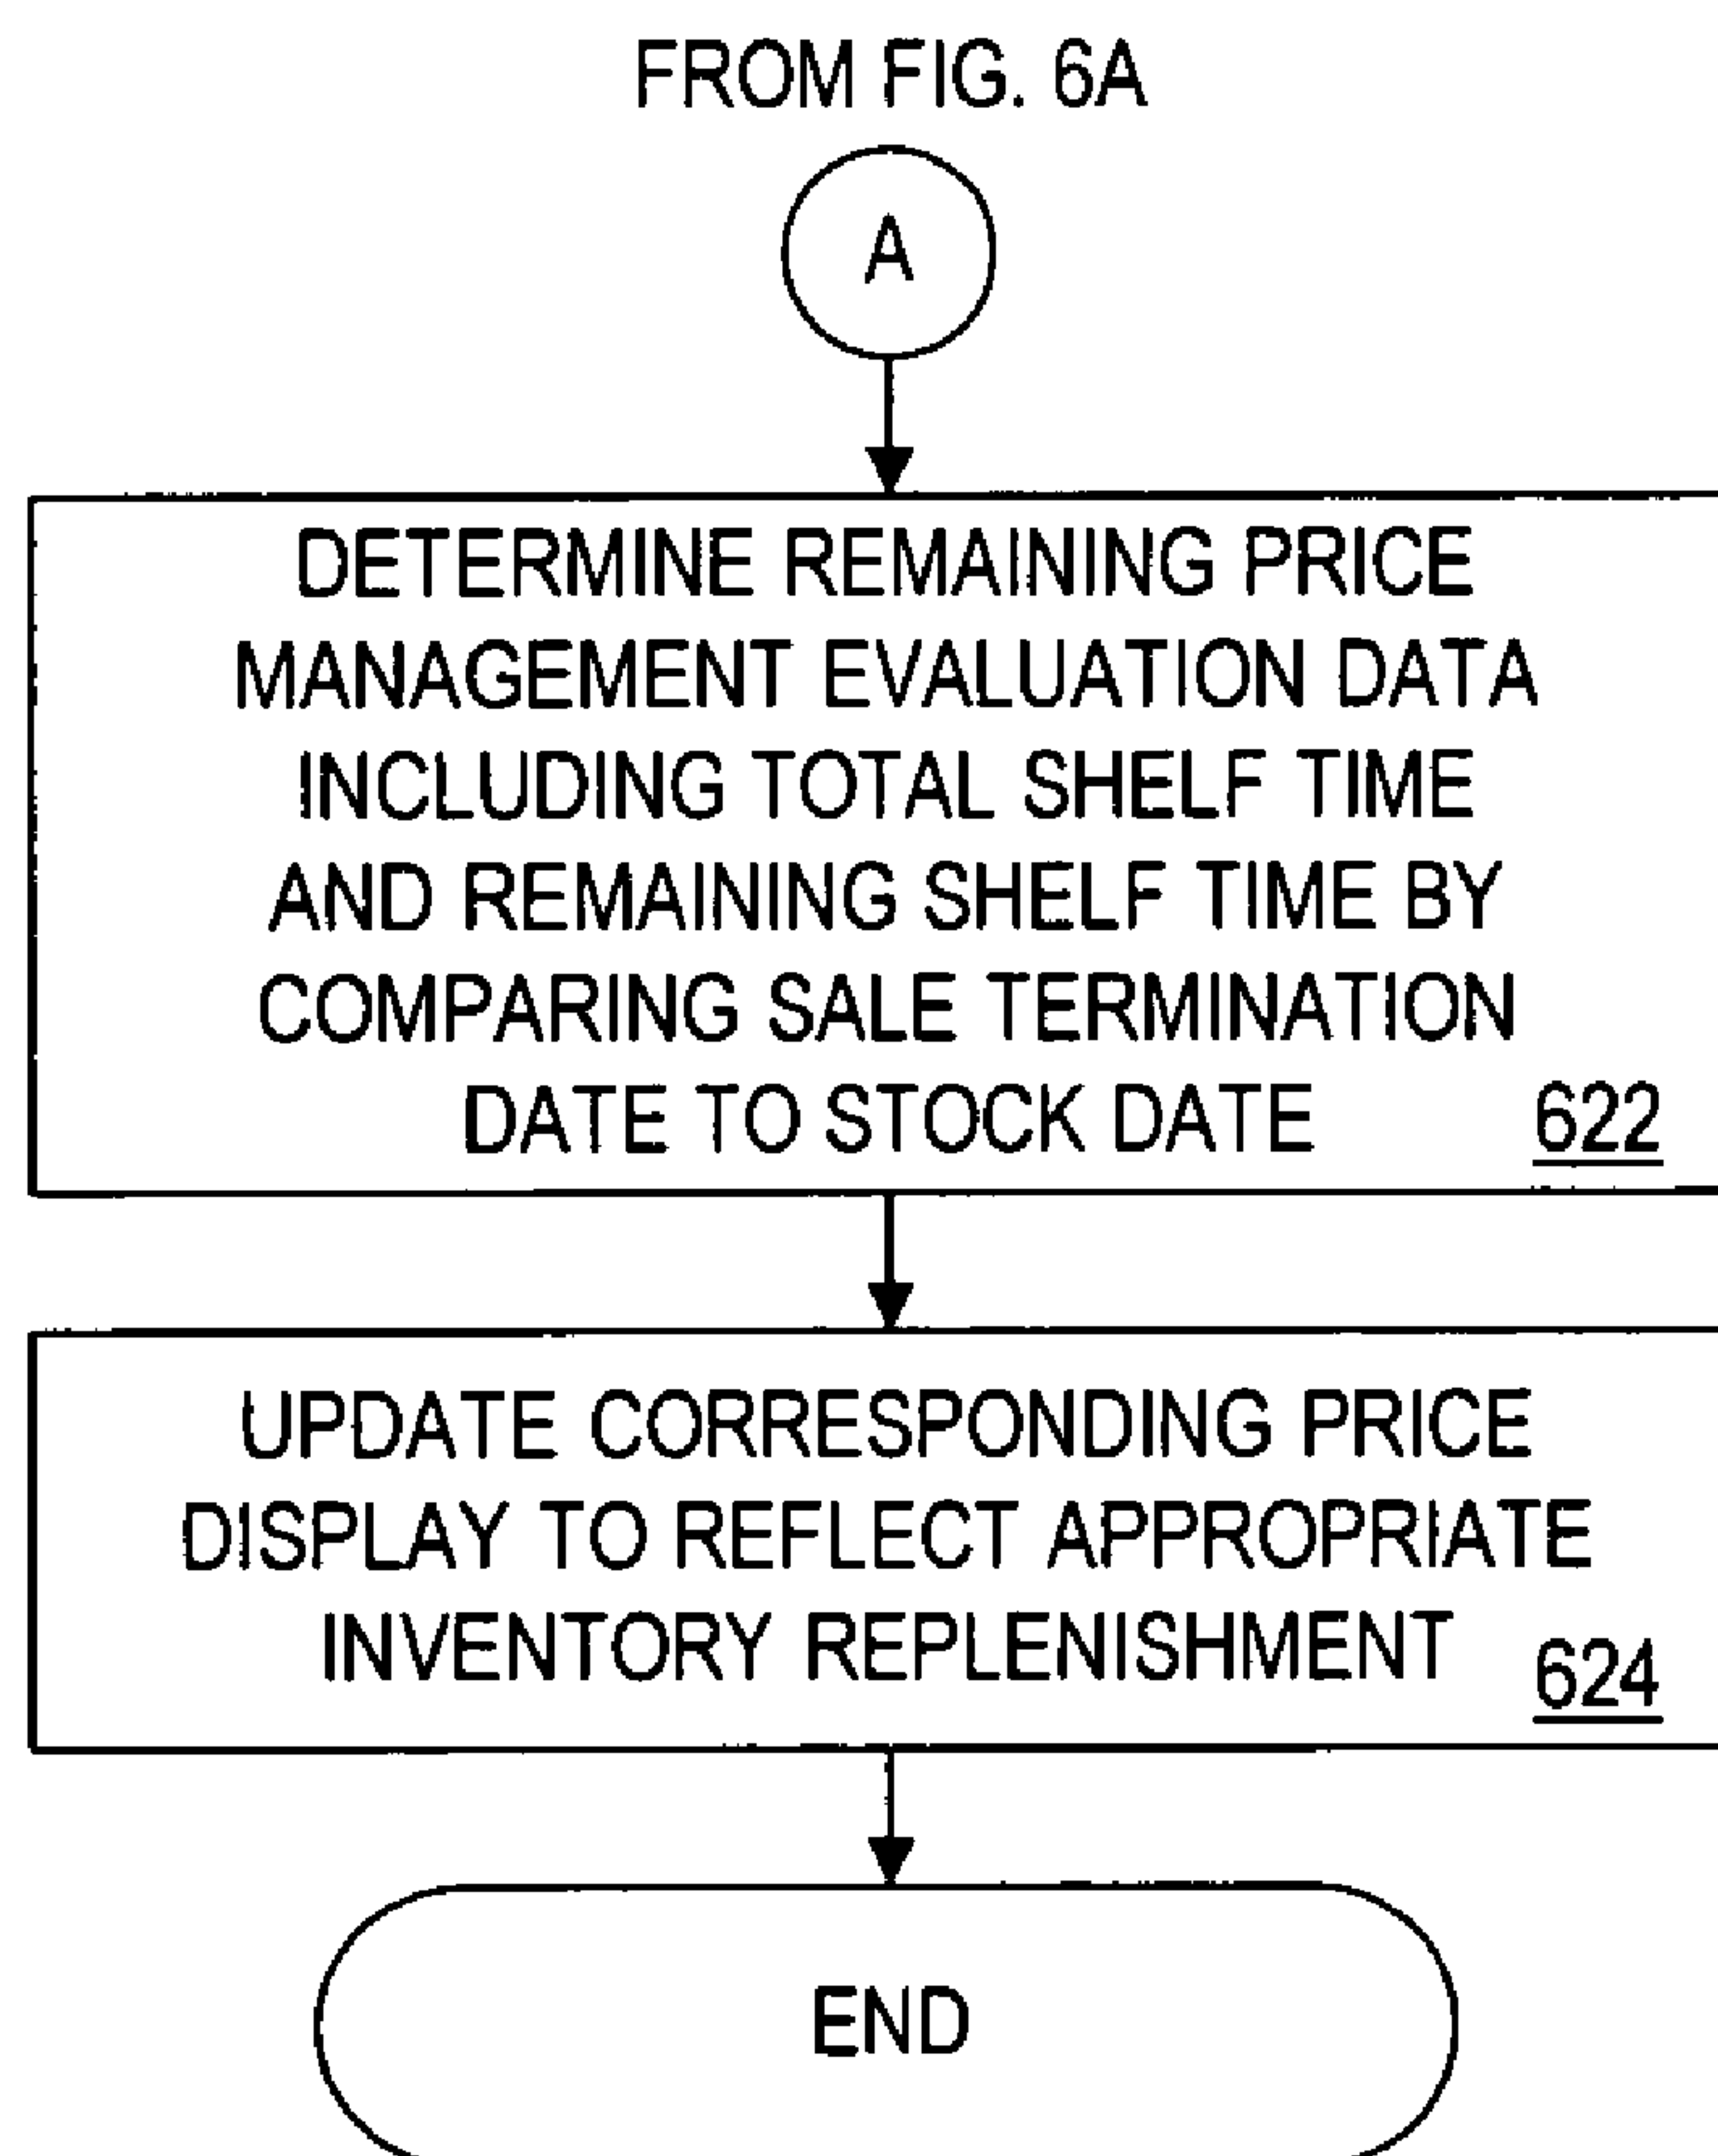 FROM FIG. 6A
A
DETERMINE REMAINING PRICE
MANAGEMENT EVALUATION DATA
INCLUDING TOTAL SHELF TIME
AND REMAINING SHELF TIME BY
COMPARING SALE TERMINATION
DATE TO STOCK DATE 622
UPDATE CORRESPONDING PRICE
DISPLAY TO REFLECT APPROPRIATE
INVENTORY REPLENISHMENT 624
END